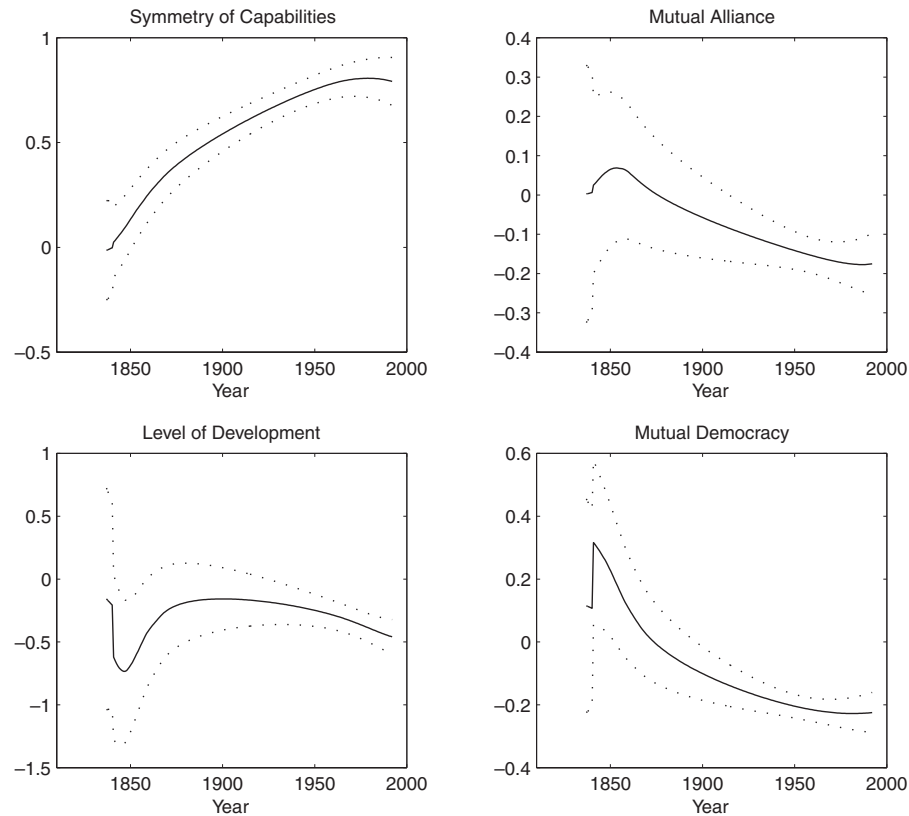 Symmetry of Capabilities
1
0.5
0
−0.5
1850 1900 1950 2000
Year
Mutual Alliance
0.4
0.3
0.2
0.1
0
−0.1
−0.2
−0.3
−0.4
1850 1900 1950 2000
Year
Level of Development
1
0.5
0
−0.5
−1
−1.5
1850 1900 1950 2000
Year
Mutual Democracy
0.6
0.4
0.2
0
−0.2
−0.4
1850 1900 1950 2000
Year